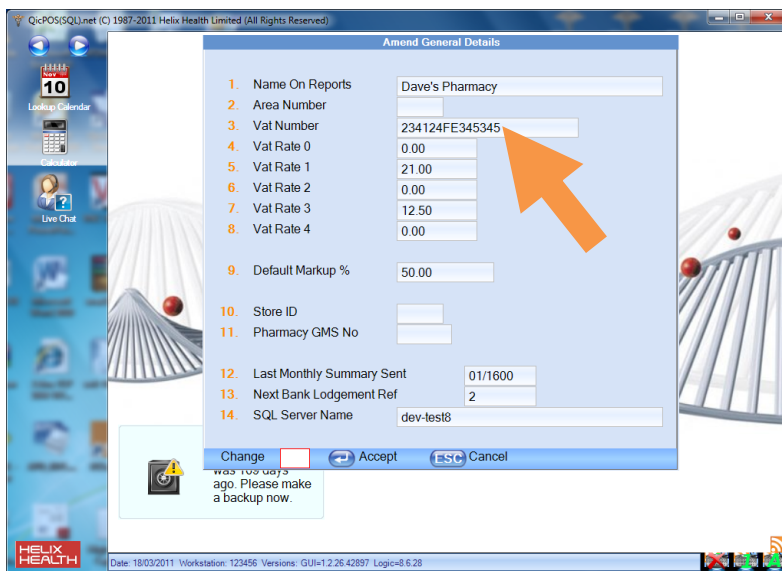 QicPOS(SQL).net (C) 1987-2011 Helix Health Limited (All Rights Reserved)
Amend General Details
Nov
10
Lookup Calendar
Calculator
Live Chat
1. Name On Reports Dave's Pharmacy
2. Area Number
3. Vat Number 234124FE345345
4. Vat Rate 0 0.00
5. Vat Rate 1 21.00
6. Vat Rate 2 0.00
7. Vat Rate 3 12.50
8. Vat Rate 4 0.00
9. Default Markup % 50.00
10. Store ID
11. Pharmacy GMS No
12. Last Monthly Summary Sent 01/1600
13. Next Bank Lodgement Ref 2
14. SQL Server Name dev-test8
Change Accept ESC Cancel
was 109 days
ago. Please make
a backup now.
HELIX
HEALTH
Date: 18/03/2011 Workstation: 123456 Versions: GUI=1.2.26.42897 Logic=8.6.28